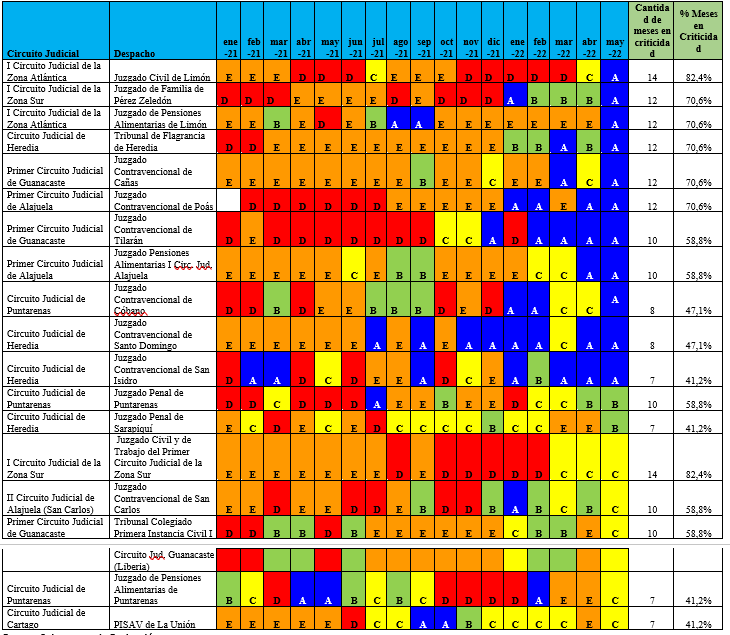 Cantida % Meses
d de en
meses en Criticida
criticida d
d
ene feb mar abr may jun jul ago sep oct nov dic ene feb mar abr may
Circuito Judicial Despacho -21 -21 -21 -21 -21 -21 -21 -21 -21 -21 -21 -21 -22 -22 -22 -22 -22
I Circuito Judicial de la
Zona Atlántica Juzgado Civil de Limón E E E D D D C E E E D D D D D C A 14 82,4%
I Circuito Judicial de la Juzgado de Familia de
Zona Sur Pérez Zeledón D D D E E E E D E D D D A B B B A 12 70,6%
I Circuito Judicial de la Juzgado de Pensiones
Zona Atlántica Alimentarias de Limón E E B E D E B A A E E E E E E E A 12 70,6%
Circuito Judicial de Tribunal de Flagrancia
Heredia de Heredia D D E E E E E E E E E E B B A B A 12 70,6%
Juzgado
Primer Circuito Judicial Contravencional de
de Guanacaste Cañas E E E E E E E E B E E C E E A C A 12 70,6%
Primer Circuito Judicial Juzgado
de Alajuela Contravencional de Poás D D D D D D E E E E E A A E A A 12 70,6%
Juzgado
Primer Circuito Judicial Contravencional de
de Guanacaste Tilarán D E D D D D D D D C C A D A A A A 10 58,8%
Juzgado Pensiones
Primer Circuito Judicial Alimentarias I Circ. Jud.
de Alajuela Alajuela E E E E E C E B B E E E E C C A A 10 58,8%
Juzgado
Circuito Judicial de Contravencional de
Puntarenas Cóbano D D B D E E B B B D E D A A C C A 8 47,1%
Juzgado
Circuito Judicial de Contravencional de
Heredia Santo Domingo E E E E E E A E A E A A A A C A A 8 47,1%
Juzgado
Circuito Judicial de Contravencional de San
Heredia Isidro D A A D C D E E A D C E A B A A A 7 41,2%
Circuito Judicial de Juzgado Penal de
Puntarenas Puntarenas D D C D D D A E E B E E D C C B B 10 58,8%
Circuito Judicial de Juzgado Penal de
Heredia Sarapiquí E C D E C E D C C C C B C C E E B 7 41,2%
Juzgado Civil y de
Trabajo del Primer
I Circuito Judicial de la Circuito Judicial de la
Zona Sur Zona Sur E E E E E E E D E D D D D D C C C 14 82,4%
Juzgado
II Circuito Judicial de Contravencional de San
Alajuela (San Carlos) Carlos E E D E E D D E B D D B A B C B C 10 58,8%
Primer Circuito Judicial Tribunal Colegiado
de Guanacaste Primera Instancia Civil I D D B B D B E E E E E E C B B E C 10 58,8%
Circuito Jud. Guanacaste
(Liberia)
Juzgado de Pensiones
Circuito Judicial de Alimentarias de
Puntarenas Puntarenas B C D A A B C B C D D D D A E E C 7 41,2%
Circuito Judicial de
Cartago PISAV de La Unión E E E E E D C C A A B C C C C E C 7 41,2%